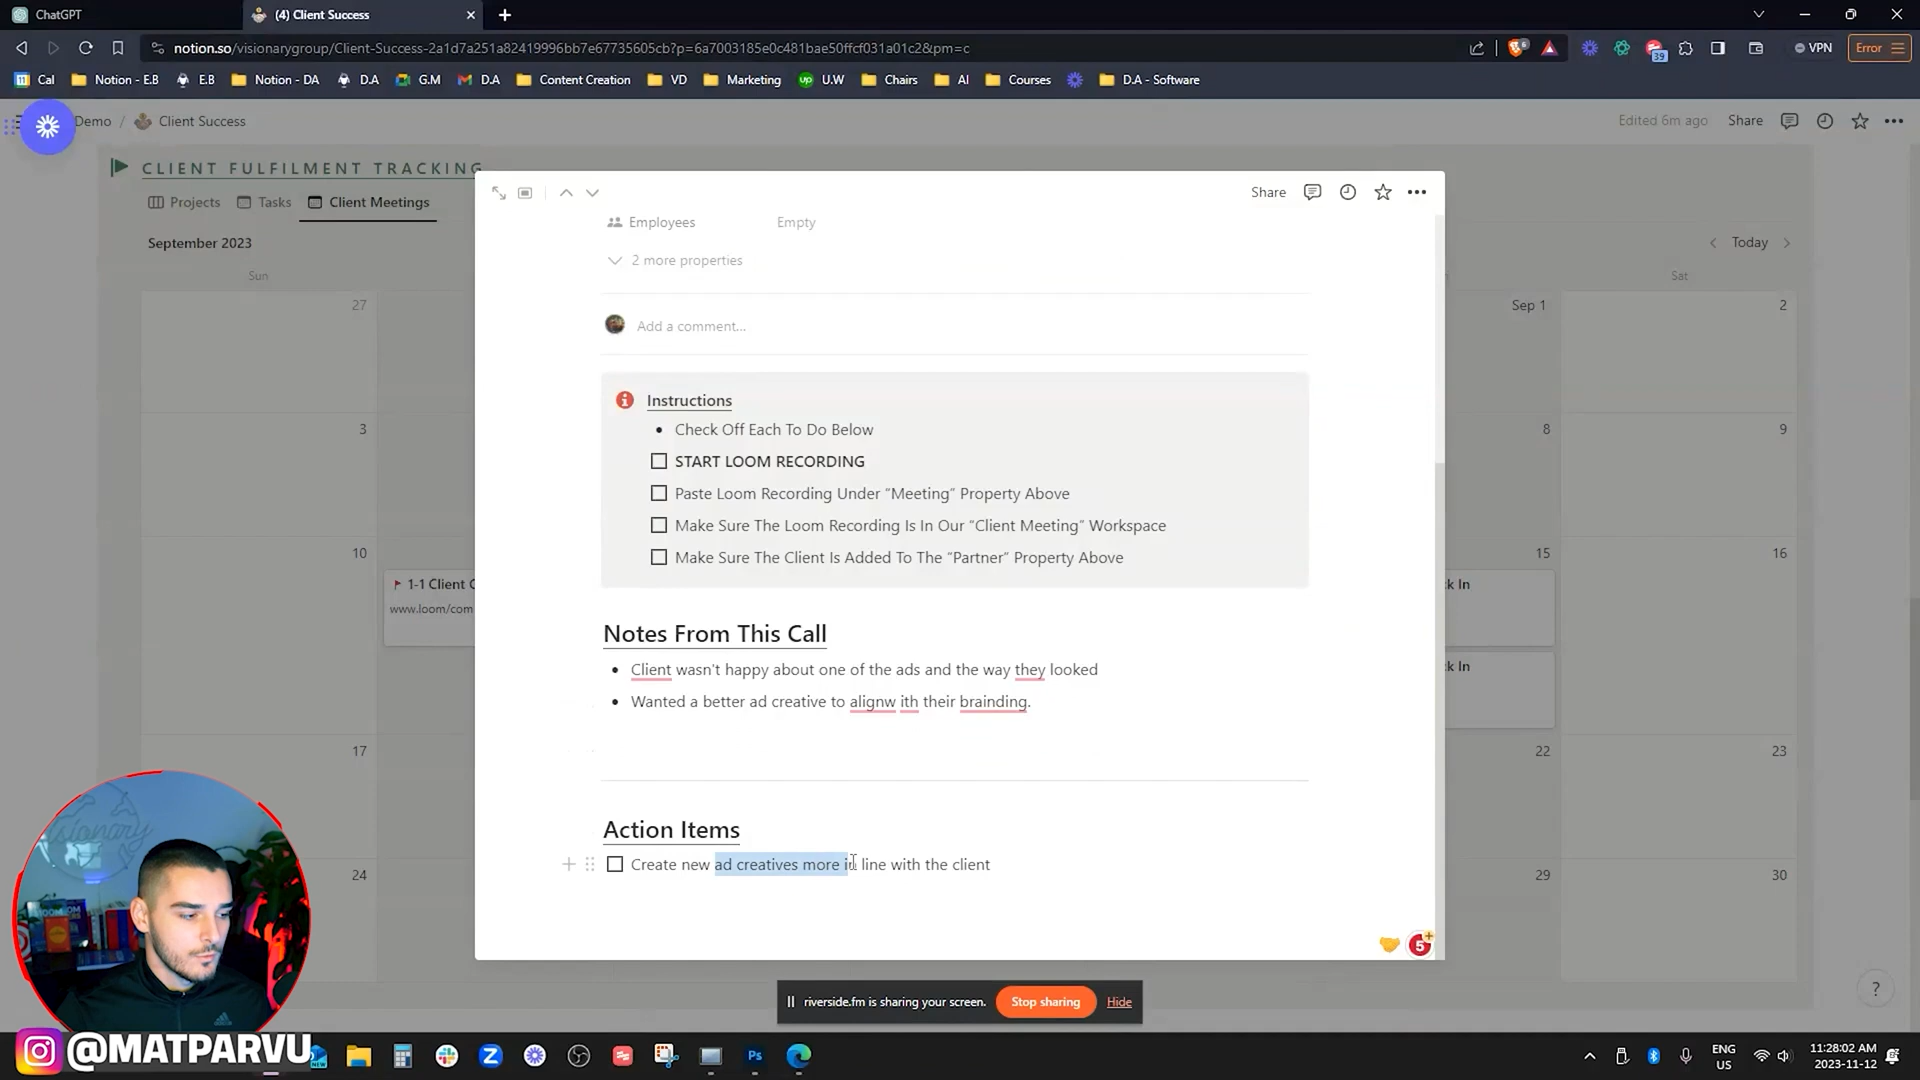 ChatGPT
(4) Client Success
notion.so/visionarygroup/Client-Success-2a1d7a251a82419996bb7e67735605cb?p=6a7003185e0c481bae50ffcf031a01c2&pm=c
VPN
Error
Cal
Notion - E.B
E.B
Notion - DA
D.A
G.M
D.A
Content Creation
VD
Marketing
U.W
Chairs
AI
Courses
D.A - Software
39
Demo / Client Success
Edited 6m ago
Share
CLIENT FULFILMENT TRACKING
Projects
Tasks
Client Meetings
September 2023
Today
Sun
Sat
27
Sep 1
2
3
8
9
10
15
16
1-1 Client C
www.loom/com
k In
k In
17
22
23
24
29
30
Share
Employees
Empty
2 more properties
Add a comment...
Instructions
• Check Off Each To Do Below
START LOOM RECORDING
Paste Loom Recording Under “Meeting” Property Above
Make Sure The Loom Recording Is In Our “Client Meeting” Workspace
Make Sure The Client Is Added To The “Partner” Property Above
Notes From This Call
• Client wasn't happy about one of the ads and the way they looked
• Wanted a better ad creative to alignw ith their brainding.
Action Items
Create new ad creatives more in line with the client
5
riverside.fm is sharing your screen.
Stop sharing
Hide
@MATPARVU
ENG
US
11:28:02 AM
2023-11-12